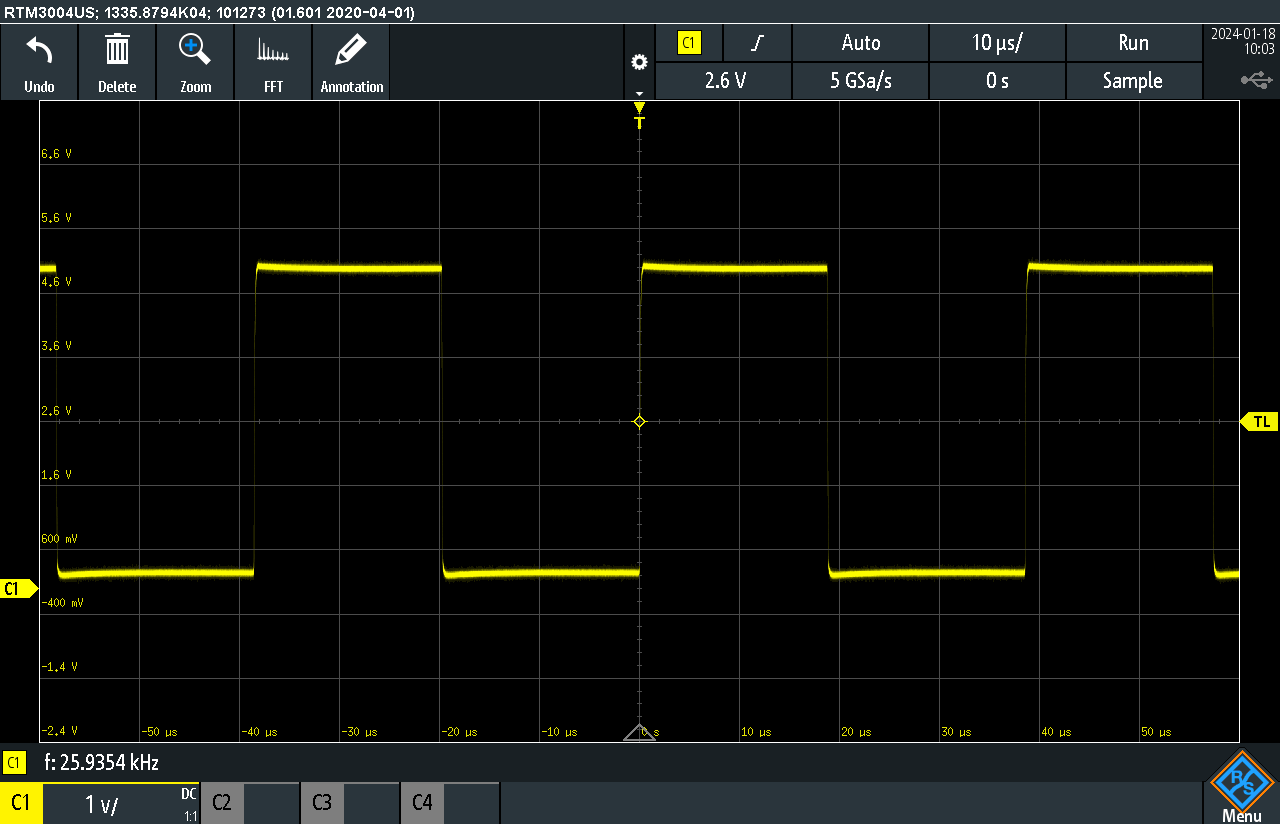 RTM3004US; 1335.8794K04; 101273 (01.601 2020-04-01)
Undo
Delete
Zoom
FFT
Annotation
C1
Auto
10 µs/
Run
2.6 V
5 GSa/s
0 s
Sample
2024-01-18
10:03
T
6.6 V
5.6 V
4.6 V
3.6 V
2.6 V
TL
1.6 V
600 mV
C1
-400 mV
-1.4 V
-2.4 V
-50 µs
-40 µs
-30 µs
-20 µs
-10 µs
0 s
10 µs
20 µs
30 µs
40 µs
50 µs
C1
f: 25.9354 kHz
C1
1 V/
DC
1:1
C2
C3
C4
R
S
Menu